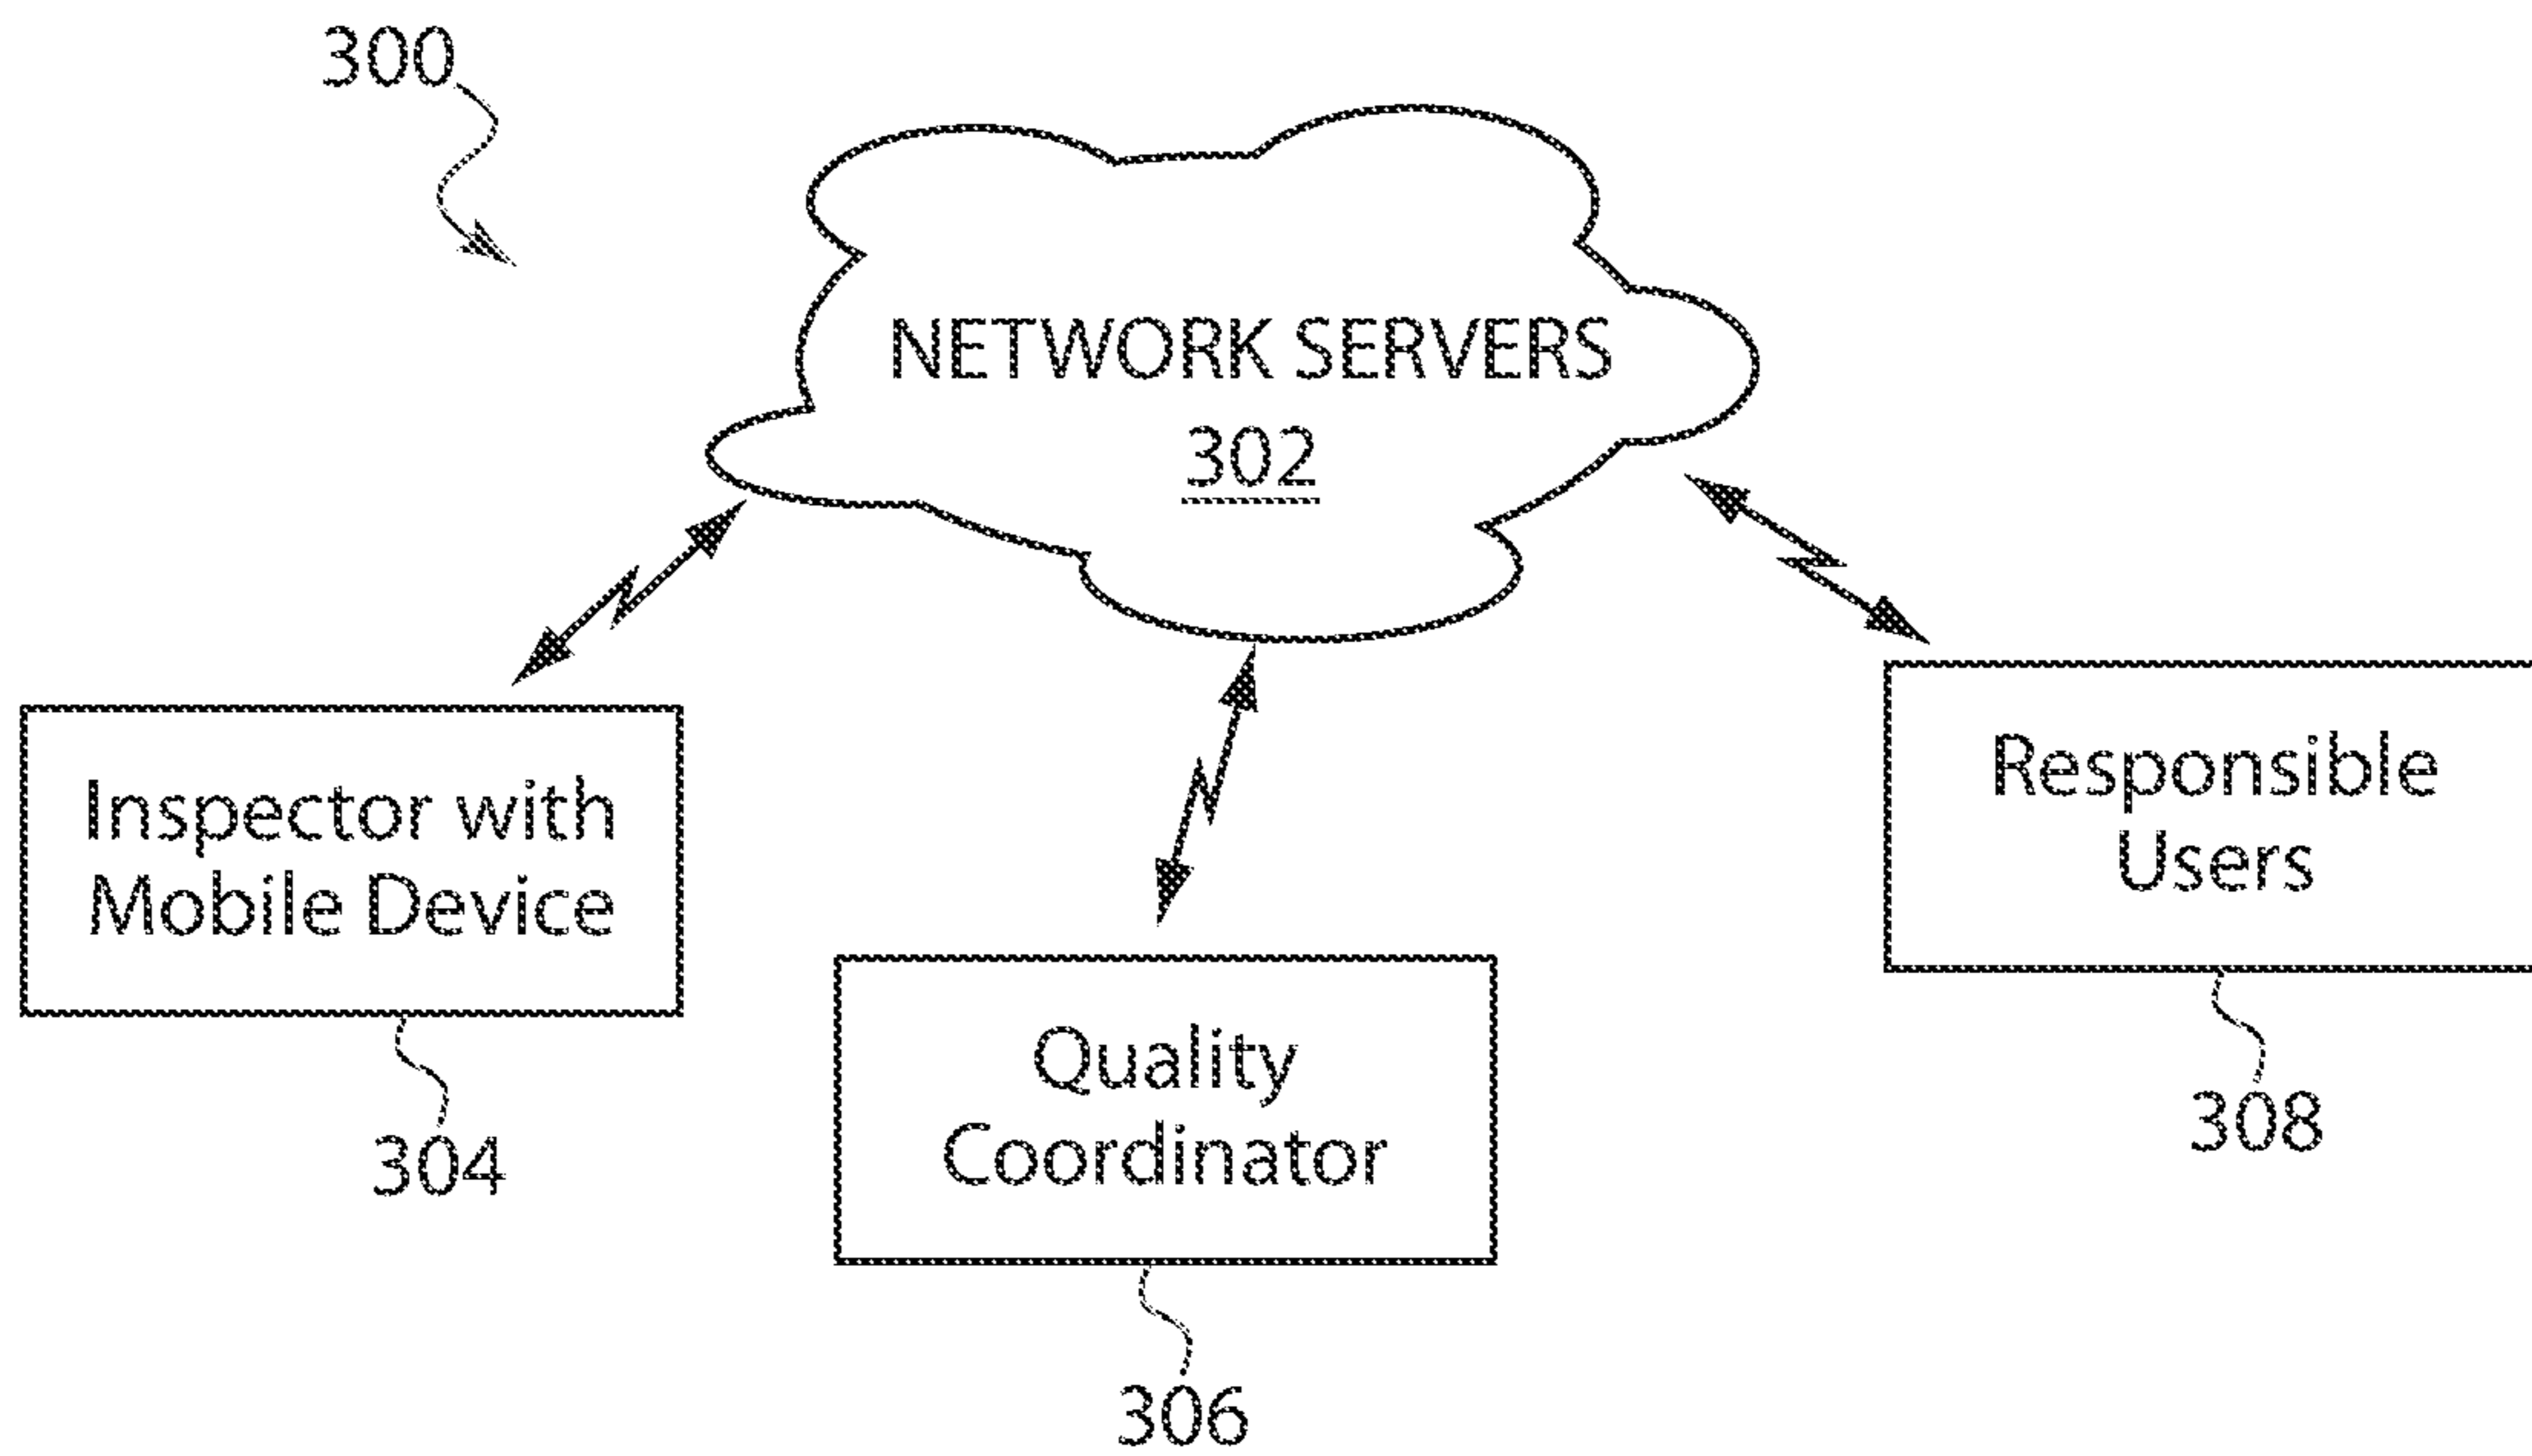 300
NETWORK SERVERS
302
Inspector with
Mobile Device
304
Quality
Coordinator
306
Responsible
Users
308